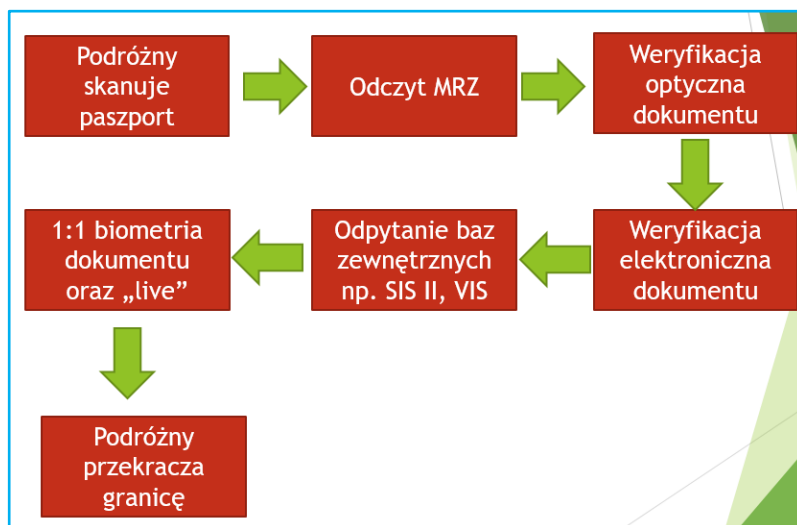 Podróżny
skanuje
paszport
Odczyt MRZ
Weryfikacja
optyczna
dokumentu
Weryfikacja
elektroniczna
dokumentu
Odpytanie baz
zewnętrznych
np. SIS II, VIS
1:1 biometria
dokumentu
oraz „live”
Podróżny
przekracza
granicę